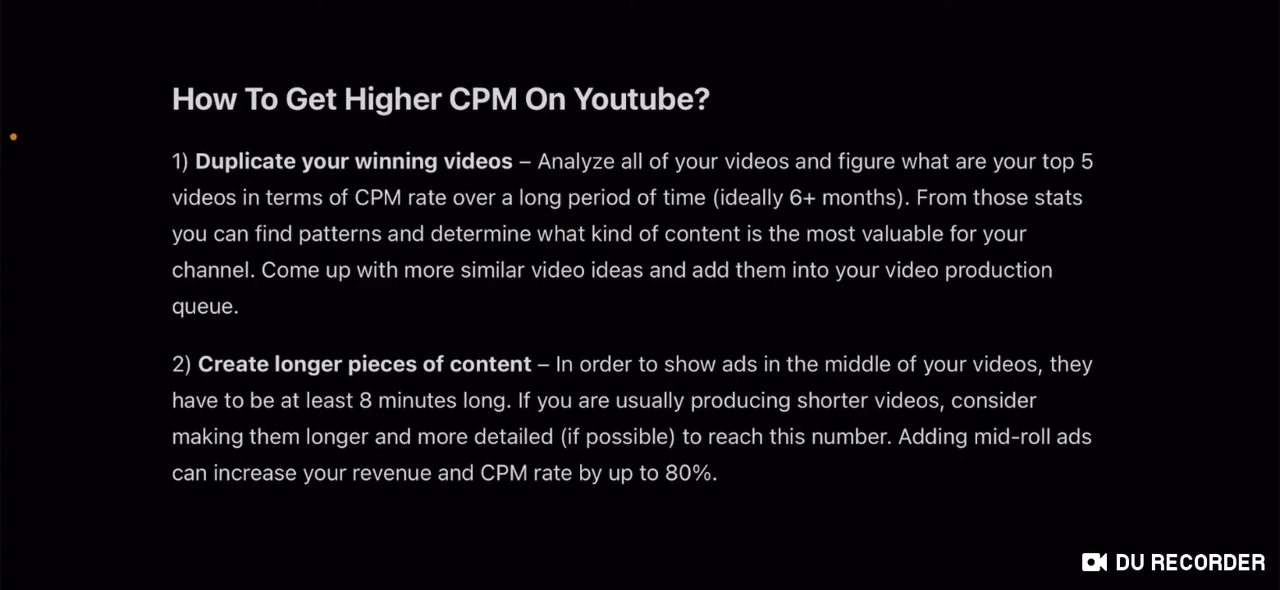 How To Get Higher CPM On Youtube?
1) Duplicate your winning videos – Analyze all of your videos and figure what are your top 5
videos in terms of CPM rate over a long period of time (ideally 6+ months). From those stats
you can find patterns and determine what kind of content is the most valuable for your
channel. Come up with more similar video ideas and add them into your video production
queue.
2) Create longer pieces of content – In order to show ads in the middle of your videos, they
have to be at least 8 minutes long. If you are usually producing shorter videos, consider
making them longer and more detailed (if possible) to reach this number. Adding mid-roll ads
can increase your revenue and CPM rate by up to 80%.
DU RECORDER